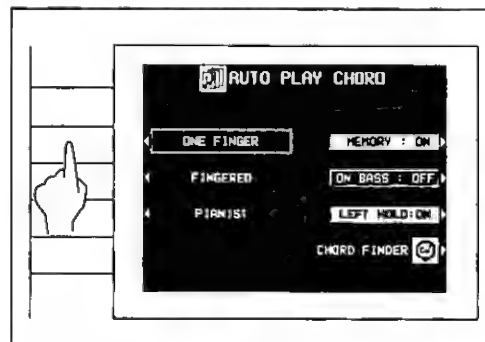 AUTO PLAY CHORD
ONE FINGER
MEMORY : ON
FINGERED
ON BASS : OFF
PIANIST
LEFT HOLD:ON
CHORD FINDER